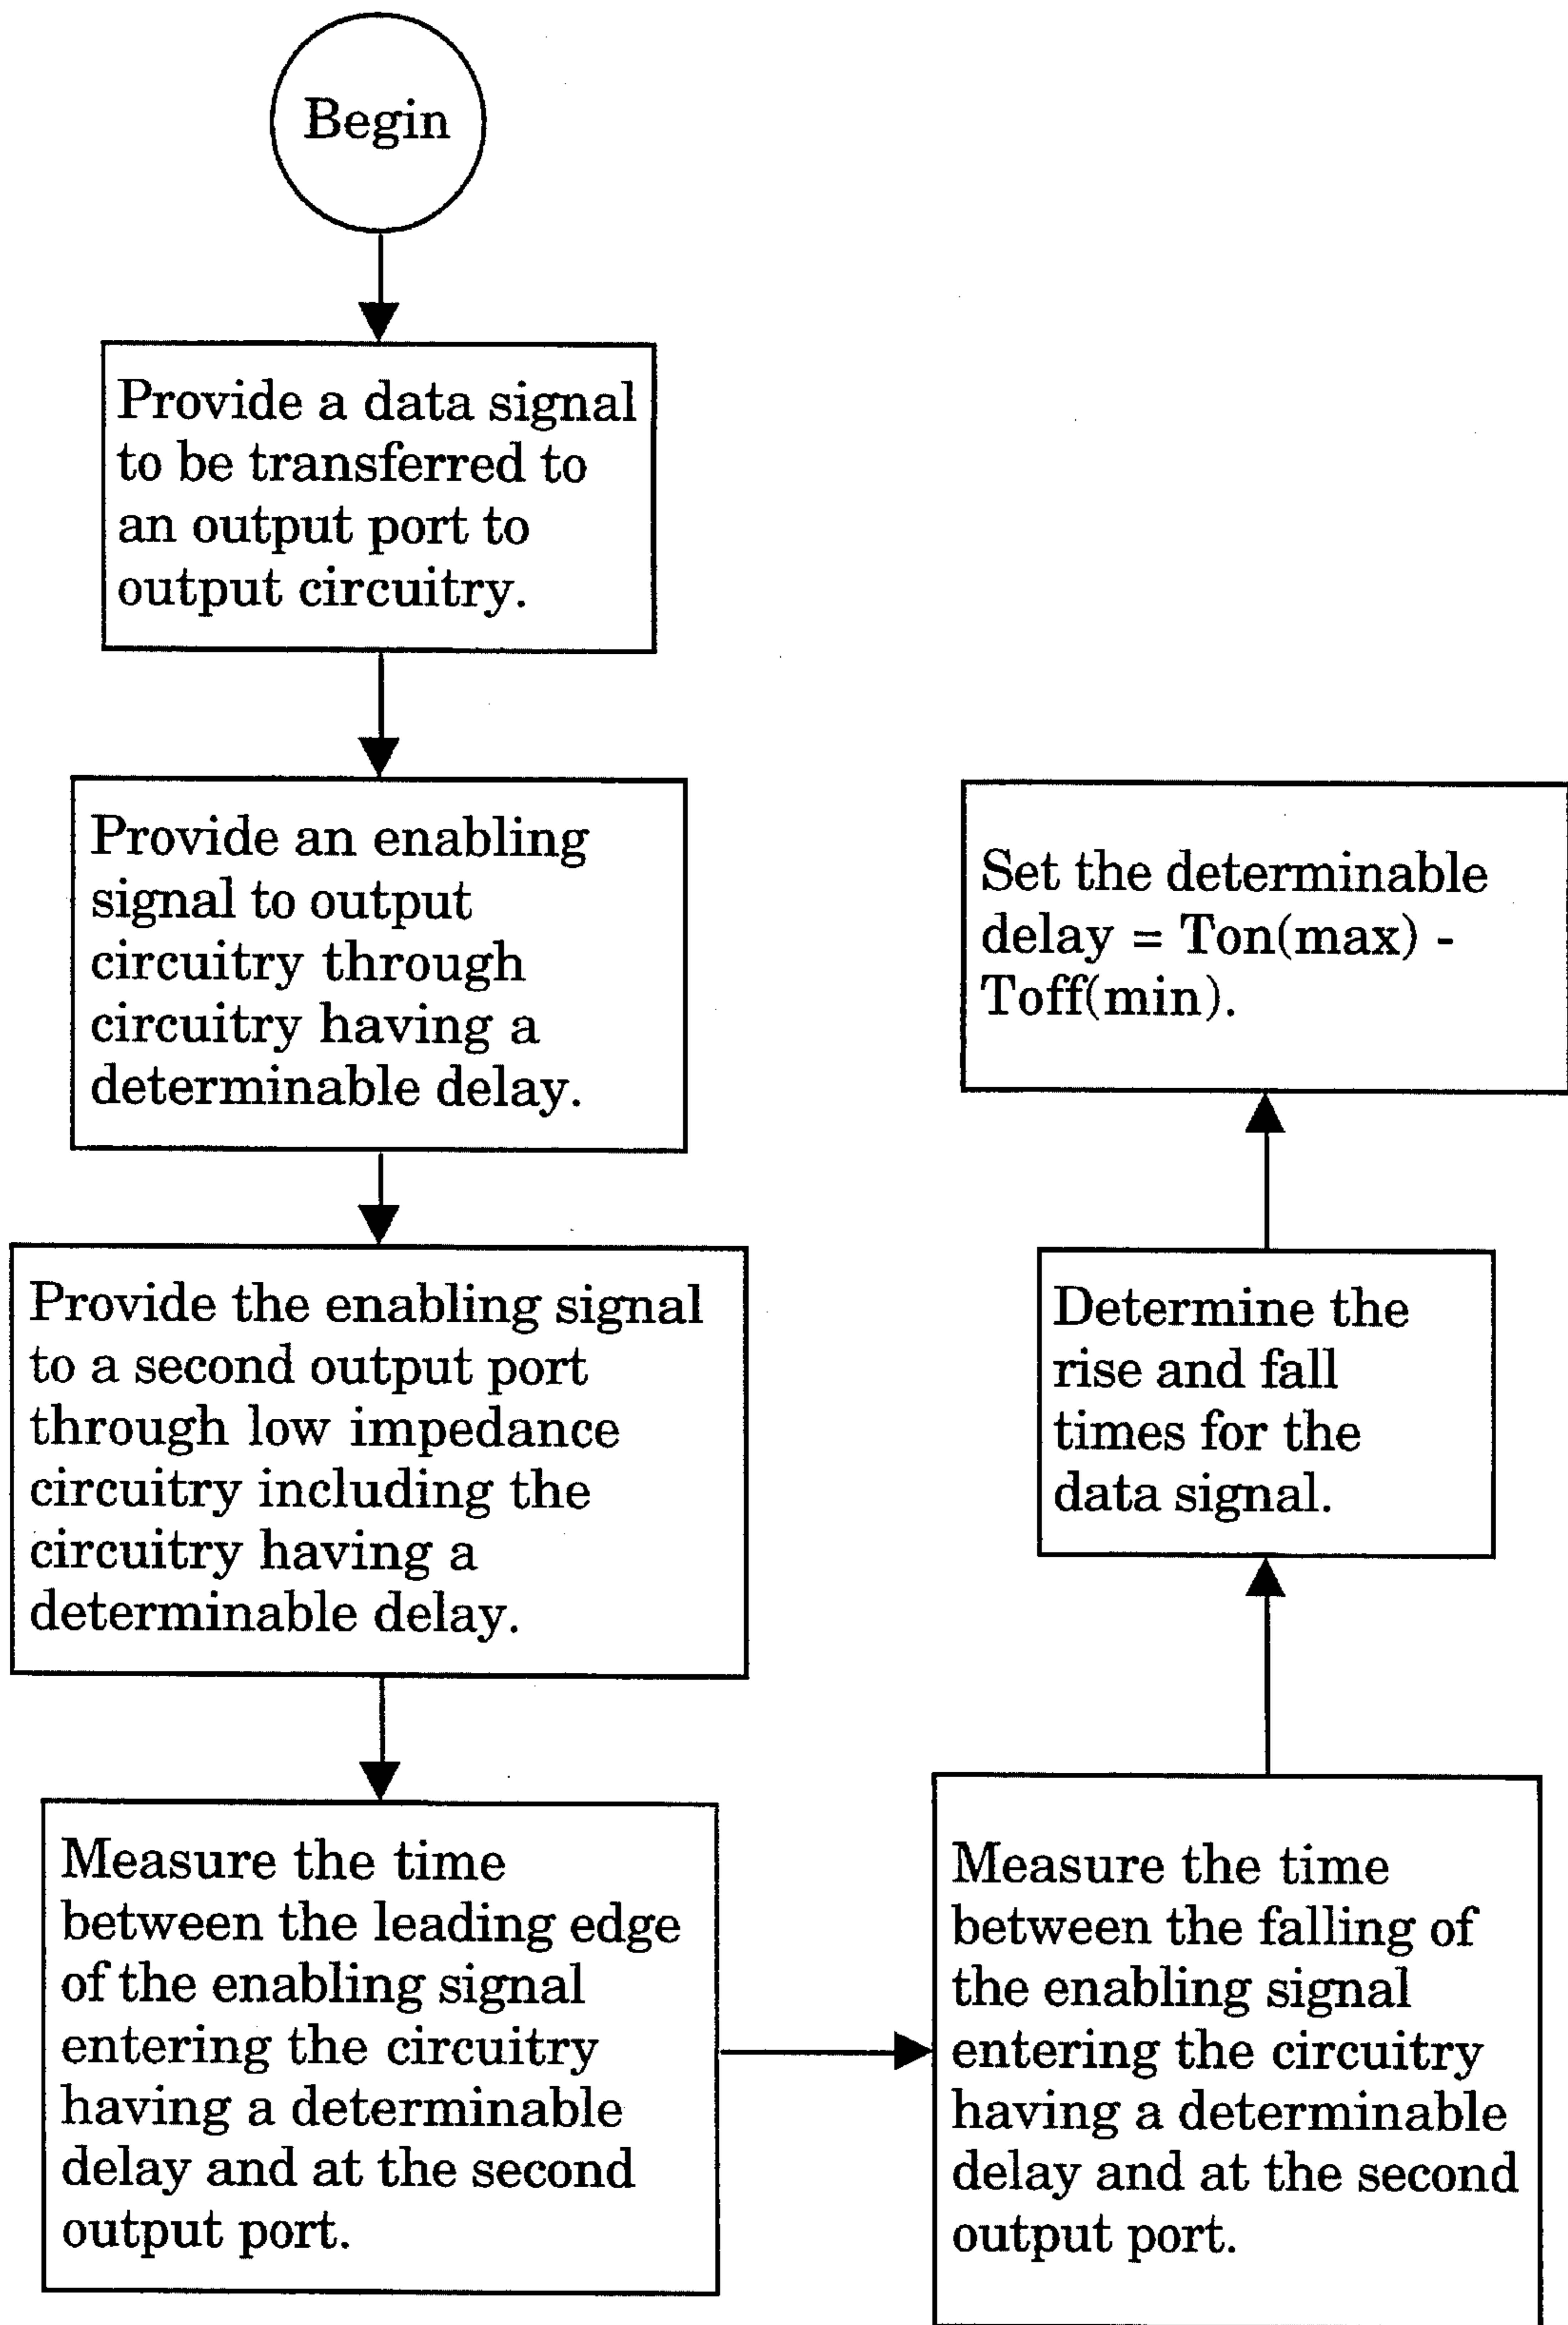 Begin
Provide a data signal
to be transferred to
an output port to
output circuitry.
Provide an enabling
signal to output
circuitry through
circuitry having a
determinable delay.
Provide the enabling signal
to a second output port
through low impedance
circuitry including the
circuitry having a
determinable delay.
Measure the time
between the leading edge
of the enabling signal
entering the circuitry
having a determinable
delay and at the second
output port.
Measure the time
between the falling of
the enabling signal
entering the circuitry
having a determinable
delay and at the second
output port.
Determine the
rise and fall
times for the
data signal.
Set the determinable
delay = Ton(max) -
Toff(min).